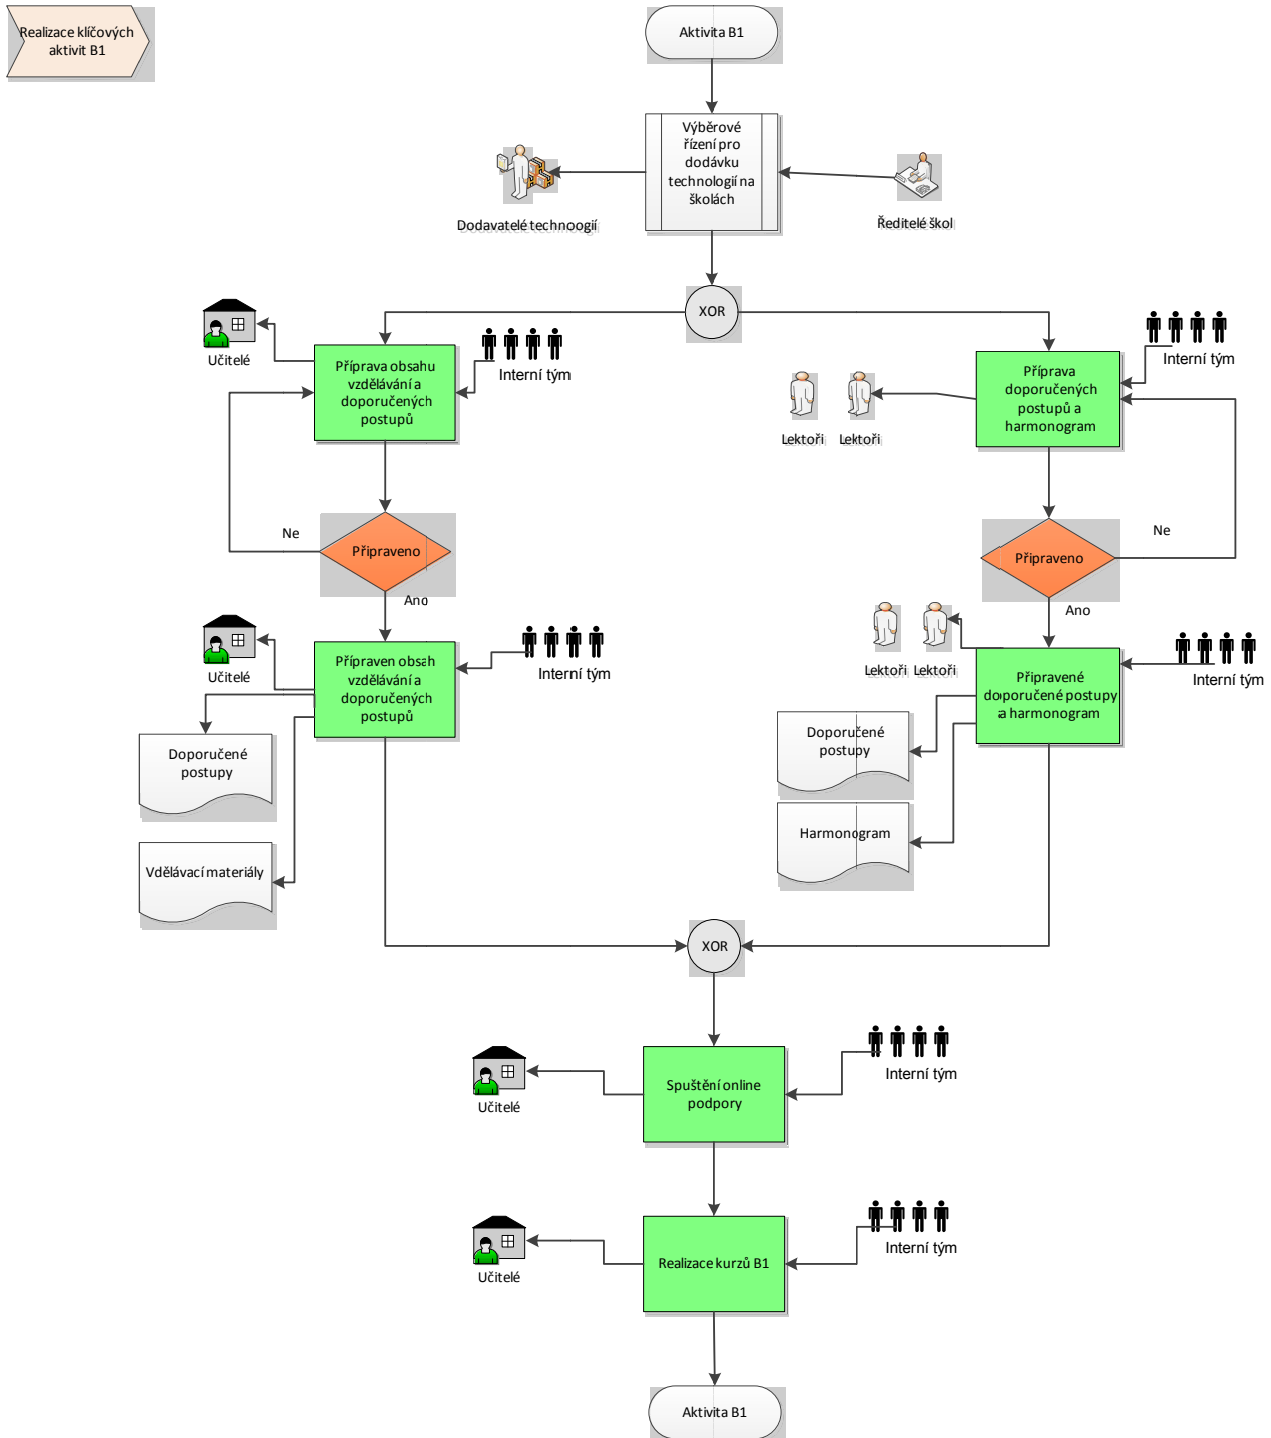 Realizace klíčových
aktivit B1
Aktivita B1
Výběrové
řízení pro
dodávku
technologií na
školách
Dodavatelé techноogií
Ředitelé škol
XOR
Učitelé
Interní tým
Příprava obsahu
vzdělávání a
doporučených
postupů
Interní tým
Příprava
doporučených
postupů a
harmonogram
Lektoři
Lektoři
Ne
Připraveno
Ano
Ne
Připraveno
Ano
Učitelé
Interní tým
Přípraven obsah
vzdělávání a
doporučených
postupů
Lektoři
Lektoři
Interní tým
Připravené
doporučené postupy
a harmonogram
Doporučené
postupy
Vdělávací materiály
Doporučené
postupy
Harmonogram
XOR
Učitelé
Spuštění online
podpory
Interní tým
Učitelé
Realizace kurzů B1
Interní tým
Aktivita B1